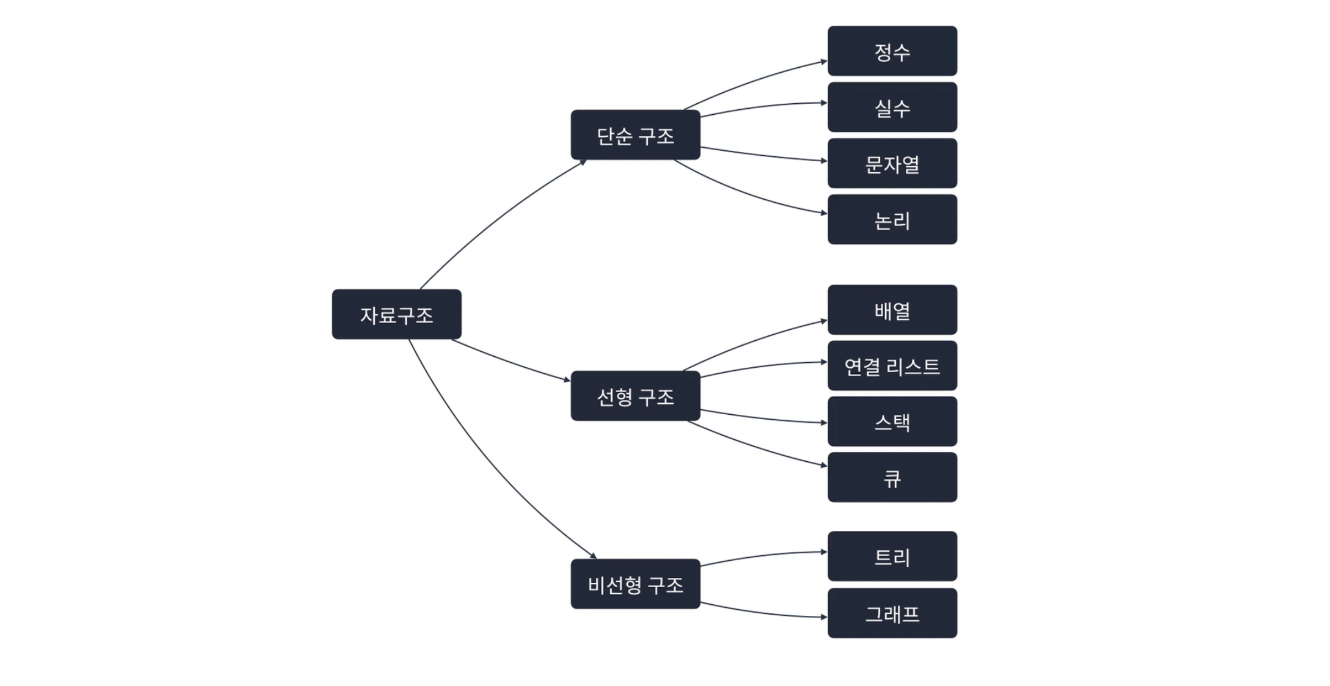 자료구조
단순 구조
정수
실수
문자열
논리
선형 구조
배열
연결 리스트
스택
큐
비선형 구조
트리
그래프